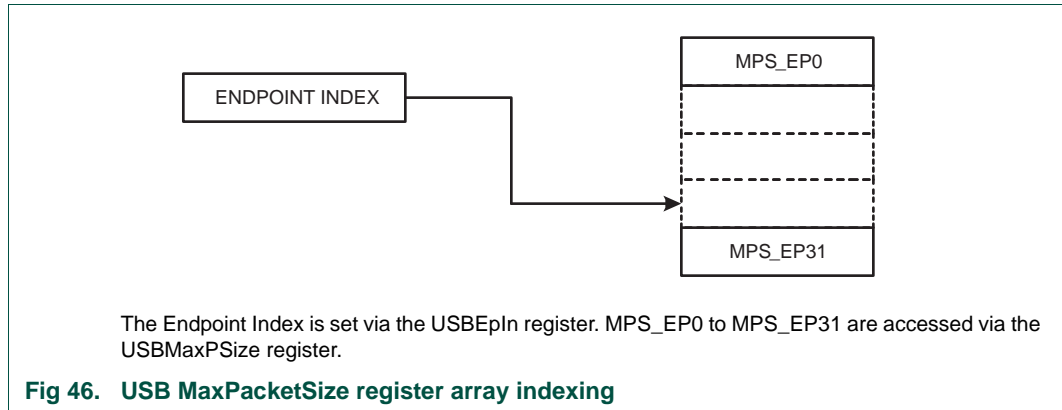 MPS_EP0
ENDPOINT INDEX
MPS_EP31
The Endpoint Index is set via the USBEpIn register. MPS_EP0 to MPS_EP31 are accessed via the
USBMaxPSize register.
Fig 46. USB MaxPacketSize register array indexing